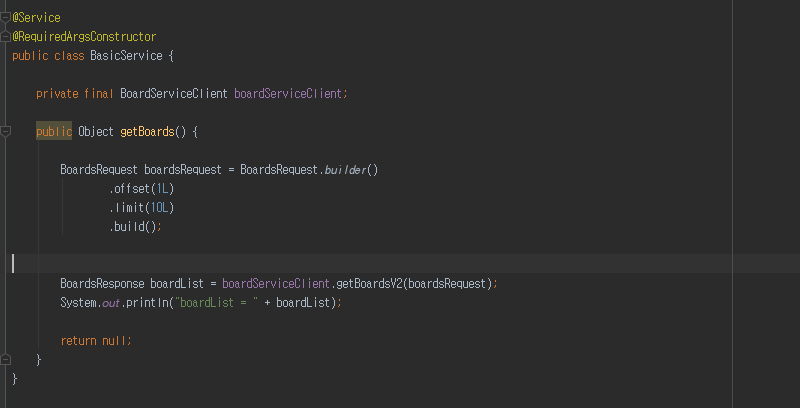 @Service
@RequiredArgsConstructor
public class BasicService {
private final BoardServiceClient boardServiceClient;
public Object getBoards() {
BoardsRequest boardsRequest = BoardsRequest.builder()
.offset(1L)
.limit(10L)
.build();
BoardsResponse boardList = boardServiceClient.getBoardsV2(boardsRequest);
System.out.println("boardList = " + boardList);
return null;
}
}